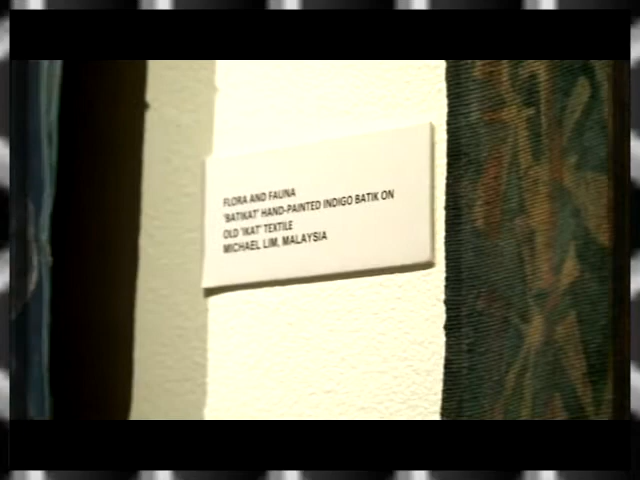 FLORA AND FAUNA
'BATIKAT' HAND-PAINTED INDIGO BATIK ON
OLD 'IKAT' TEXTILE
MICHAEL LIM, MALAYSIA